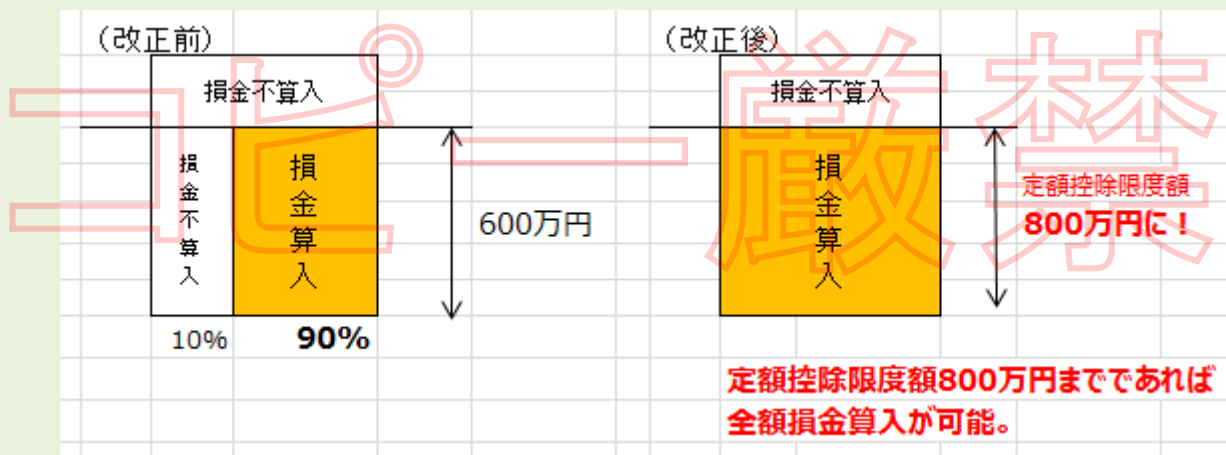 (改正前)
損金不算入
損金不算入
損金算入
600万円
10%
90%
(改正後)
損金不算入
損金算入
定額控除限度額
800万円に!
定額控除限度額800万円までであれば
全額損金算入が可能。
コピー厳禁